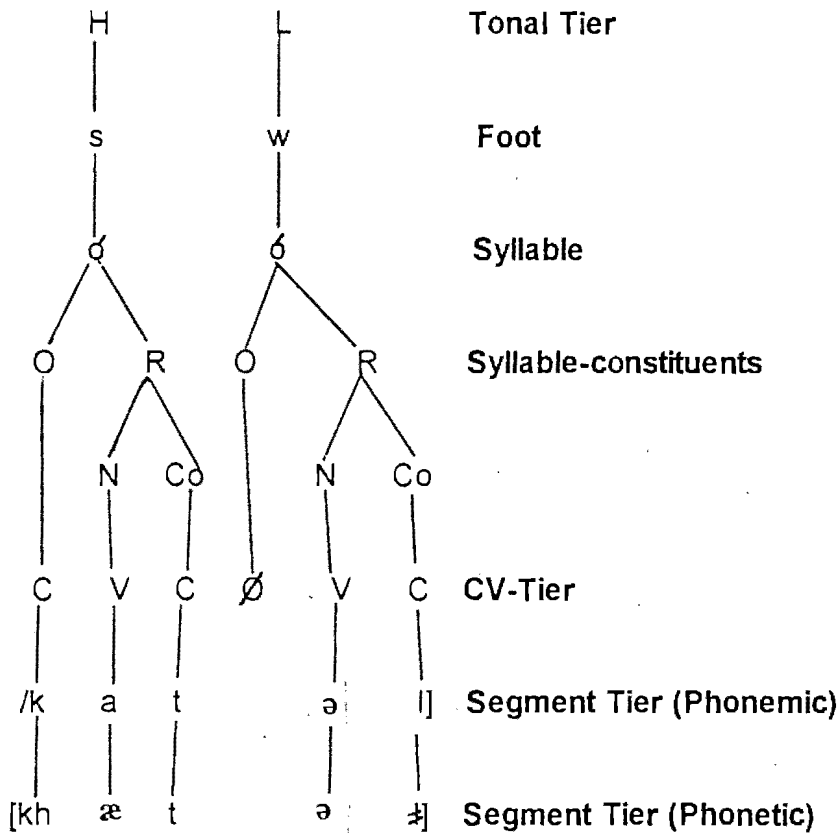 H L Tonal Tier
s w Foot
σ σ Syllable
O R O R Syllable-constituents
N Co N Co
C V C Ø V C CV-Tier
/k a t ə l] Segment Tier (Phonemic)
[kh æ t ə ɫ] Segment Tier (Phonetic)